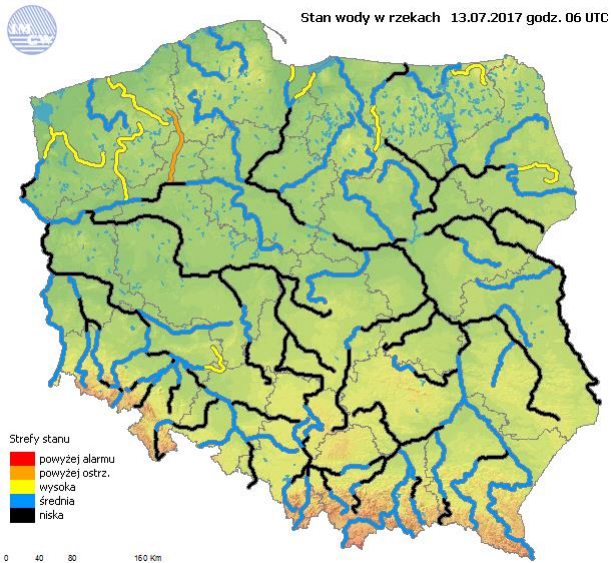 IMGW
Stan wody w rzekach 13.07.2017 godz. 06 UTC
Strefy stanu
powyżej alarmu
powyżej ostrz.
wysoka
średnia
niska
0 40 80 160 Km